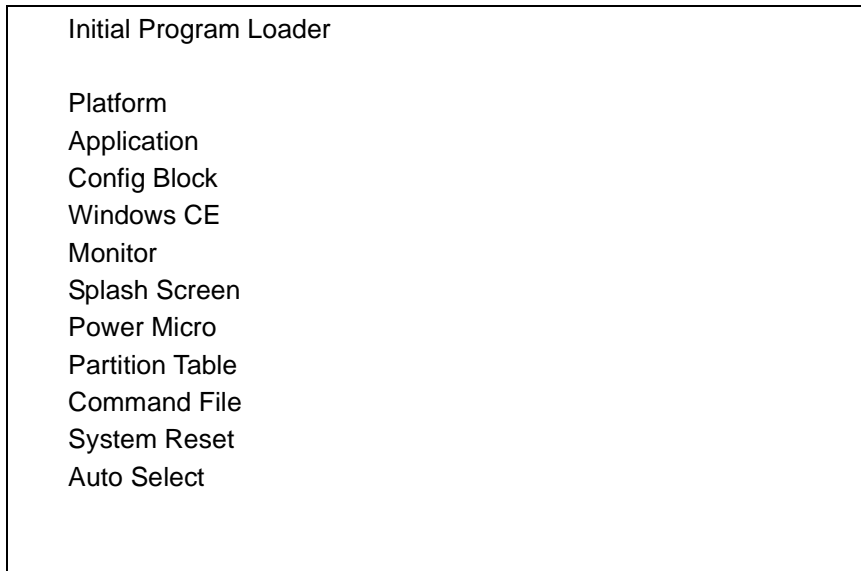 Initial Program Loader
Platform
Application
Config Block
Windows CE
Monitor
Splash Screen
Power Micro
Partition Table
Command File
System Reset
Auto Select